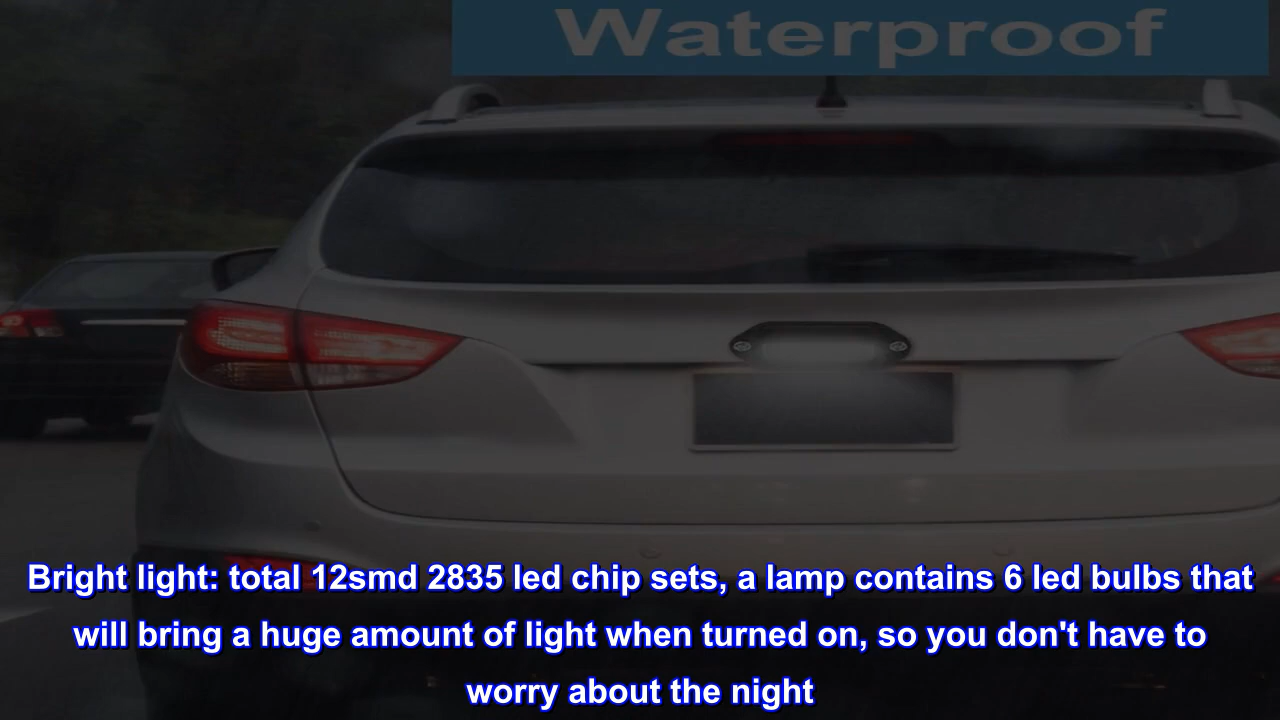 Waterproof
Bright light: total 12smd 2835 led chip sets, a lamp contains 6 led bulbs that
will bring a huge amount of light when turned on, so you don't have to
worry about the night